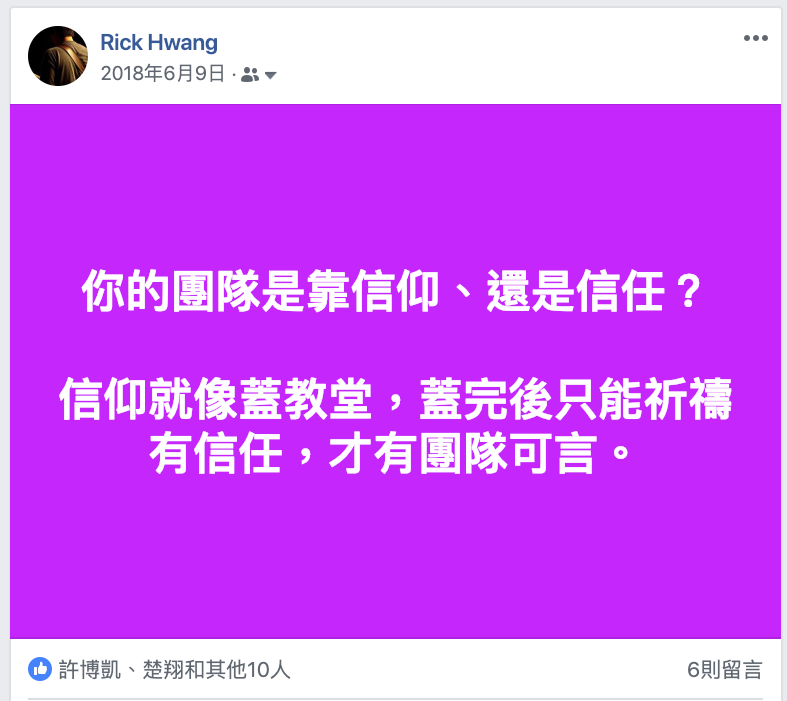 Rick Hwang
2018年6月9日 ·
你的團隊是靠信仰、還是信任？
信仰就像蓋教堂，蓋完後只能祈禱
有信任，才有團隊可言。
許博凱、楚翔和其他10人
6則留言